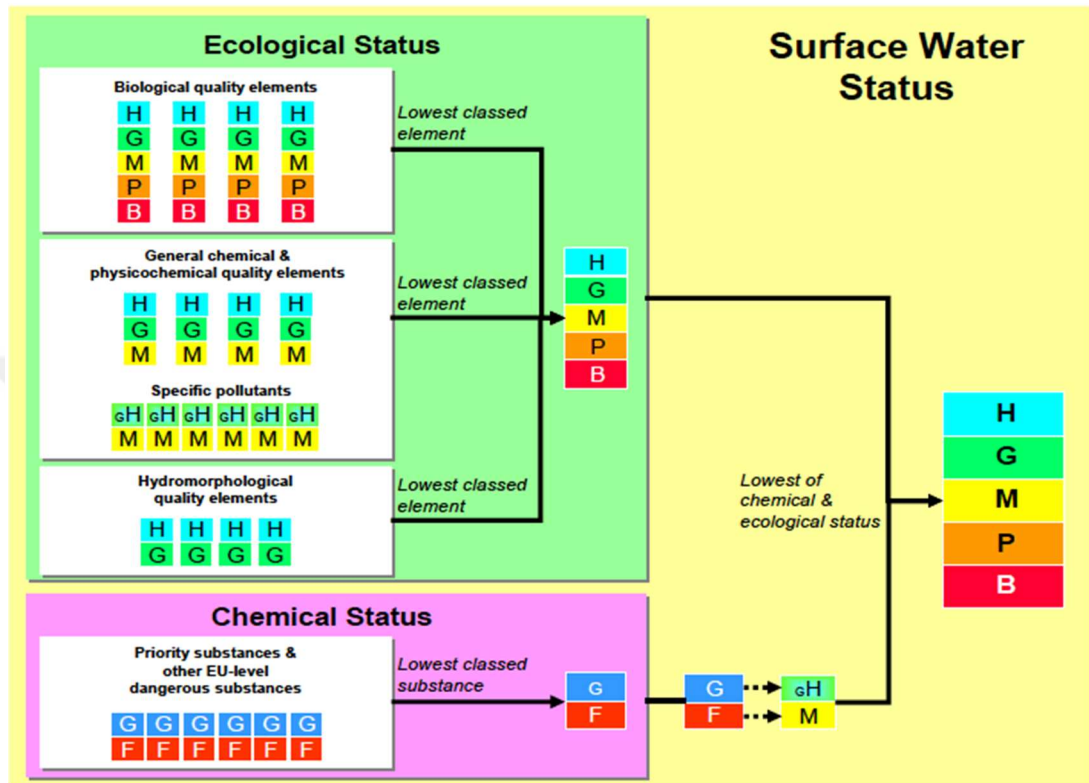 Ecological Status
Surface Water
Status
Biological quality elements
H H H H
G G G G
M M M M
P P P P
B B B B
Lowest classed
element
General chemical &
physicochemical quality elements
H H H H
G G G G
M M M M
Lowest classed
element
Specific pollutants
GH GH GH GH GH GH
M M M M M M
Hydromorphological
quality elements
H H H H
G G G G
Lowest classed
element
H
G
M
P
B
Lowest of
chemical &
ecological status
H
G
M
P
B
Chemical Status
Priority substances &
other EU-level
dangerous substances
G G G G G G
F F F F F F
Lowest classed
substance
G
F
G
F
GH
M